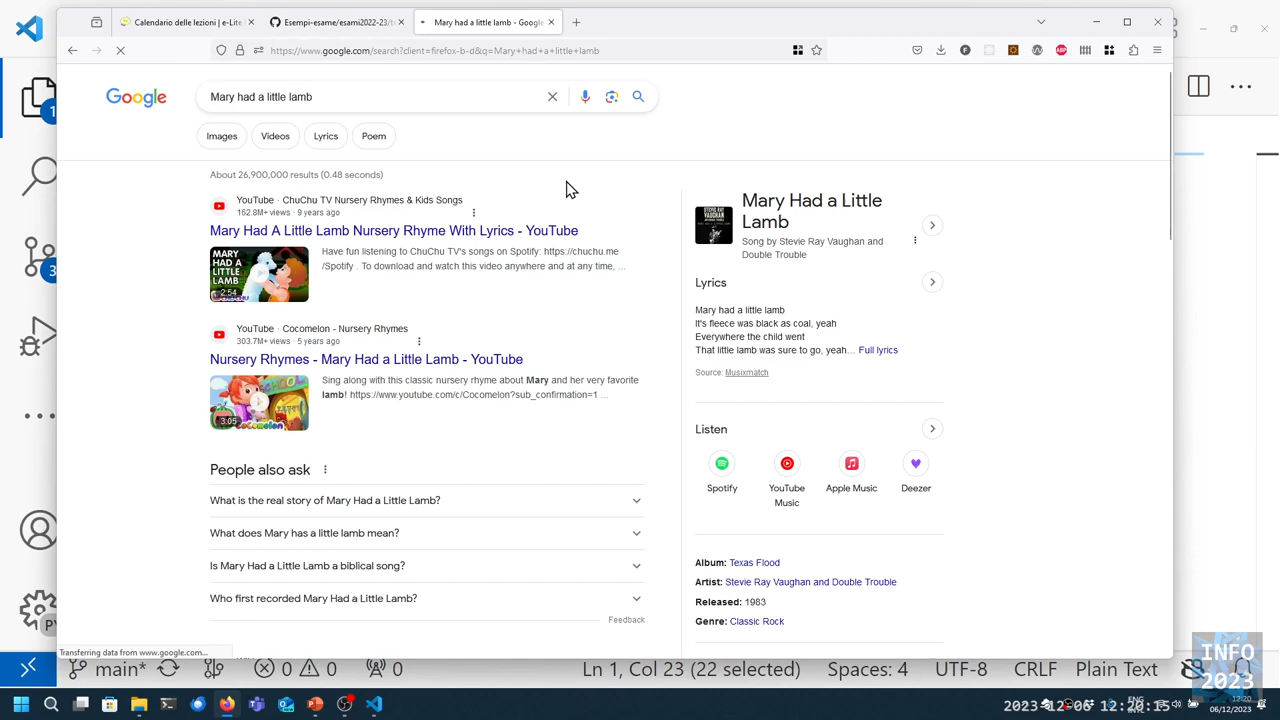 Calendario delle lezioni | e-Lite
Esempi-esame/esami2022-23/t
Mary had a little lamb - Google
https://www.google.com/search?client=firefox-b-d&q=Mary+had+a+little+lamb
Google
Mary had a little lamb
Images
Videos
Lyrics
Poem
About 26,900,000 results (0.48 seconds)
YouTube · ChuChu TV Nursery Rhymes & Kids Songs
162.8M+ views · 9 years ago
Mary Had A Little Lamb Nursery Rhyme With Lyrics - YouTube
MARY
HAD A
LITTLE
LAMB
2:54
Have fun listening to ChuChu TV's songs on Spotify: https://chuchu.me
/Spotify . To download and watch this video anywhere and at any time, ...
YouTube · Cocomelon - Nursery Rhymes
303.7M+ views · 5 years ago
Nursery Rhymes - Mary Had a Little Lamb - YouTube
3:05
Sing along with this classic nursery rhyme about Mary and her very favorite
lamb! https://www.youtube.com/c/Cocomelon?sub_confirmation=1 ...
People also ask
What is the real story of Mary Had a Little Lamb?
What does Mary has a little lamb mean?
Is Mary Had a Little Lamb a biblical song?
Who first recorded Mary Had a Little Lamb?
Feedback
Mary Had a Little
Lamb
Song by Stevie Ray Vaughan and
Double Trouble
Lyrics
Mary had a little lamb
It's fleece was black as coal, yeah
Everywhere the child went
That little lamb was sure to go, yeah… Full lyrics
Source: Musixmatch
Listen
Spotify
YouTube
Music
Apple Music
Deezer
Album: Texas Flood
Artist: Stevie Ray Vaughan and Double Trouble
Released: 1983
Genre: Classic Rock
Transferring data from www.google.com...
1
3
main*
0
0
0
Ln 1, Col 23 (22 selected)
Spaces: 4
UTF-8
CRLF
Plain Text
INFO
2023
ENG
12:20
06/12/2023